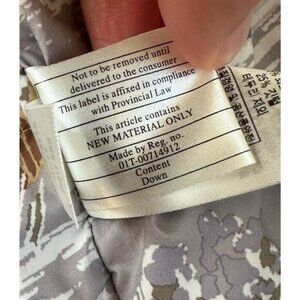 Not to be removed until
delivered to the consumer
This label is affixed in compliance
with Provincial Law
This article contains
NEW MATERIAL ONLY
Made by Reg. no.
01T-00714912
Content
Down